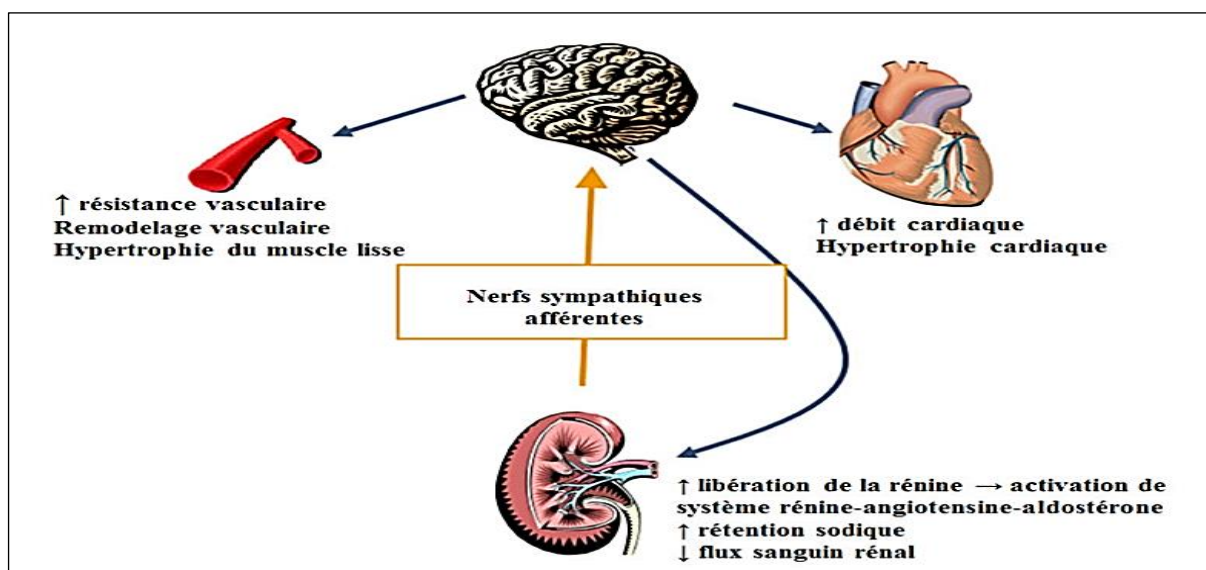 ↑ résistance vasculaire
Remodelage vasculaire
Hypertrophie du muscle lisse
↑ débit cardiaque
Hypertrophie cardiaque
Nerfs sympathiques
afférentes
↑ libération de la rénine → activation de
système rénine-angiotensine-aldostérone
↑ rétention sodique
↓ flux sanguin rénal